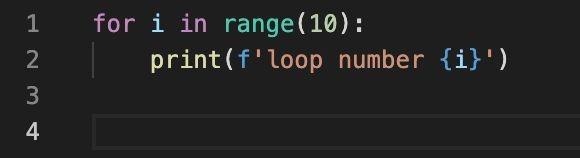 1 for i in range(10):
2     print(f'loop number {i}')
3
4